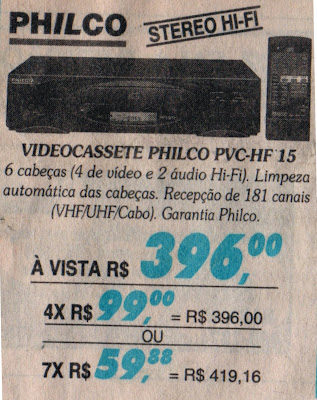 PHILCO
STEREO HI-FI
VIDEOCASSETE PHILCO PVC-HF 15
6 cabeças (4 de vídeo e 2 áudio Hi-Fi). Limpeza
automática das cabeças. Recepção de 181 canais
(VHF/UHF/Cabo). Garantia Philco.
À VISTA R$ 396,00
4X R$ 99,00 = R$ 396,00
OU
7X R$ 59,88 = R$ 419,16